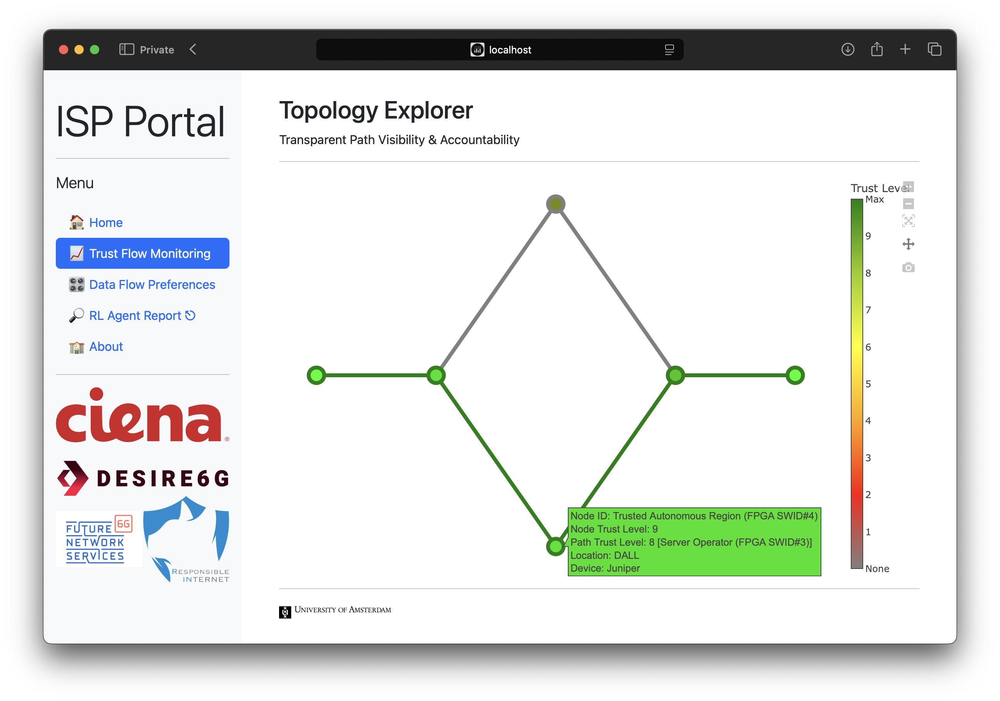 Private
localhost
ISP Portal
Menu
Home
Trust Flow Monitoring
Data Flow Preferences
RL Agent Report
About
ciena®
DESIRE6G
FUTURE 6G
NETWORK
SERVICES
RESPONSIBLE
INTERNET
Topology Explorer
Transparent Path Visibility & Accountability
Trust Level
Max
9
8
7
6
5
4
3
2
1
None
Node ID: Trusted Autonomous Region (FPGA SWID#4)
Node Trust Level: 9
Path Trust Level: 8 [Server Operator (FPGA SWID#3)]
Location: DALL
Device: Juniper
UNIVERSITY OF AMSTERDAM